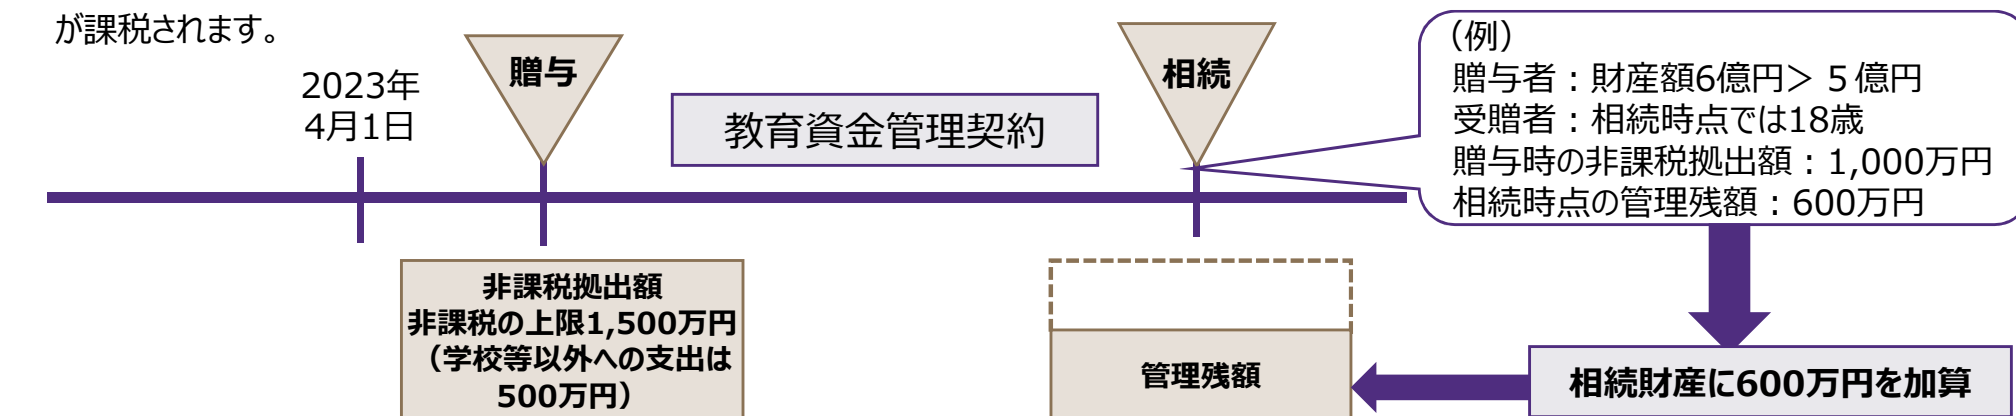 が課税されます。
2023年
4月1日
贈与
教育資金管理契約
相続
（例）
贈与者：財産額6億円＞５億円
受贈者：相続時点では18歳
贈与時の非課税拠出額：1,000万円
相続時点の管理残額：600万円
非課税拠出額
非課税の上限1,500万円
（学校等以外への支出は
500万円）
管理残額
相続財産に600万円を加算